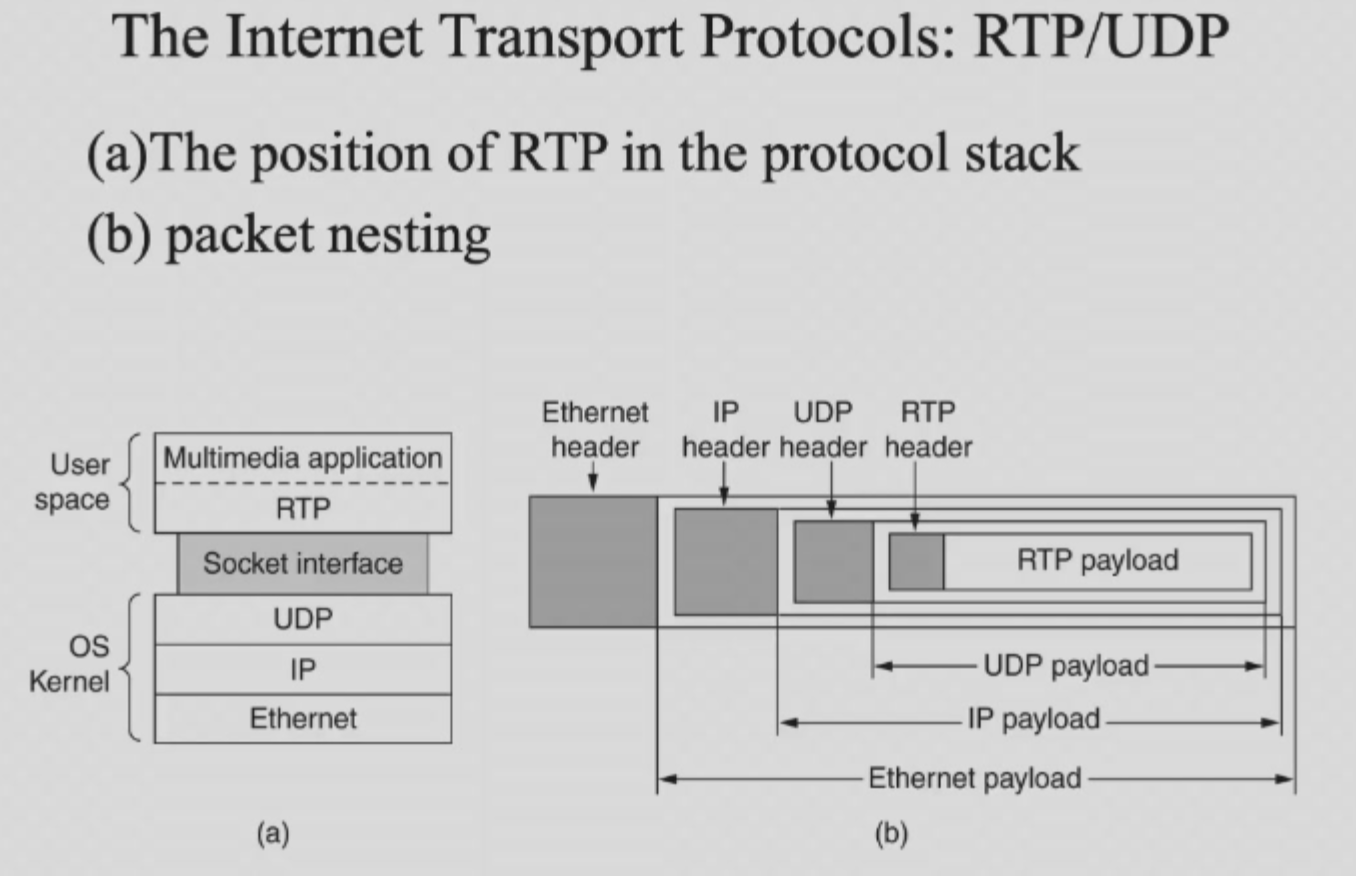 The Internet Transport Protocols: RTP/UDP
(a)The position of RTP in the protocol stack
(b) packet nesting
User
space
Multimedia application
RTP
Socket interface
OS
Kernel
UDP
IP
Ethernet
(a)
Ethernet
header
IP
header
UDP
header
RTP
header
RTP payload
UDP payload
IP payload
Ethernet payload
(b)